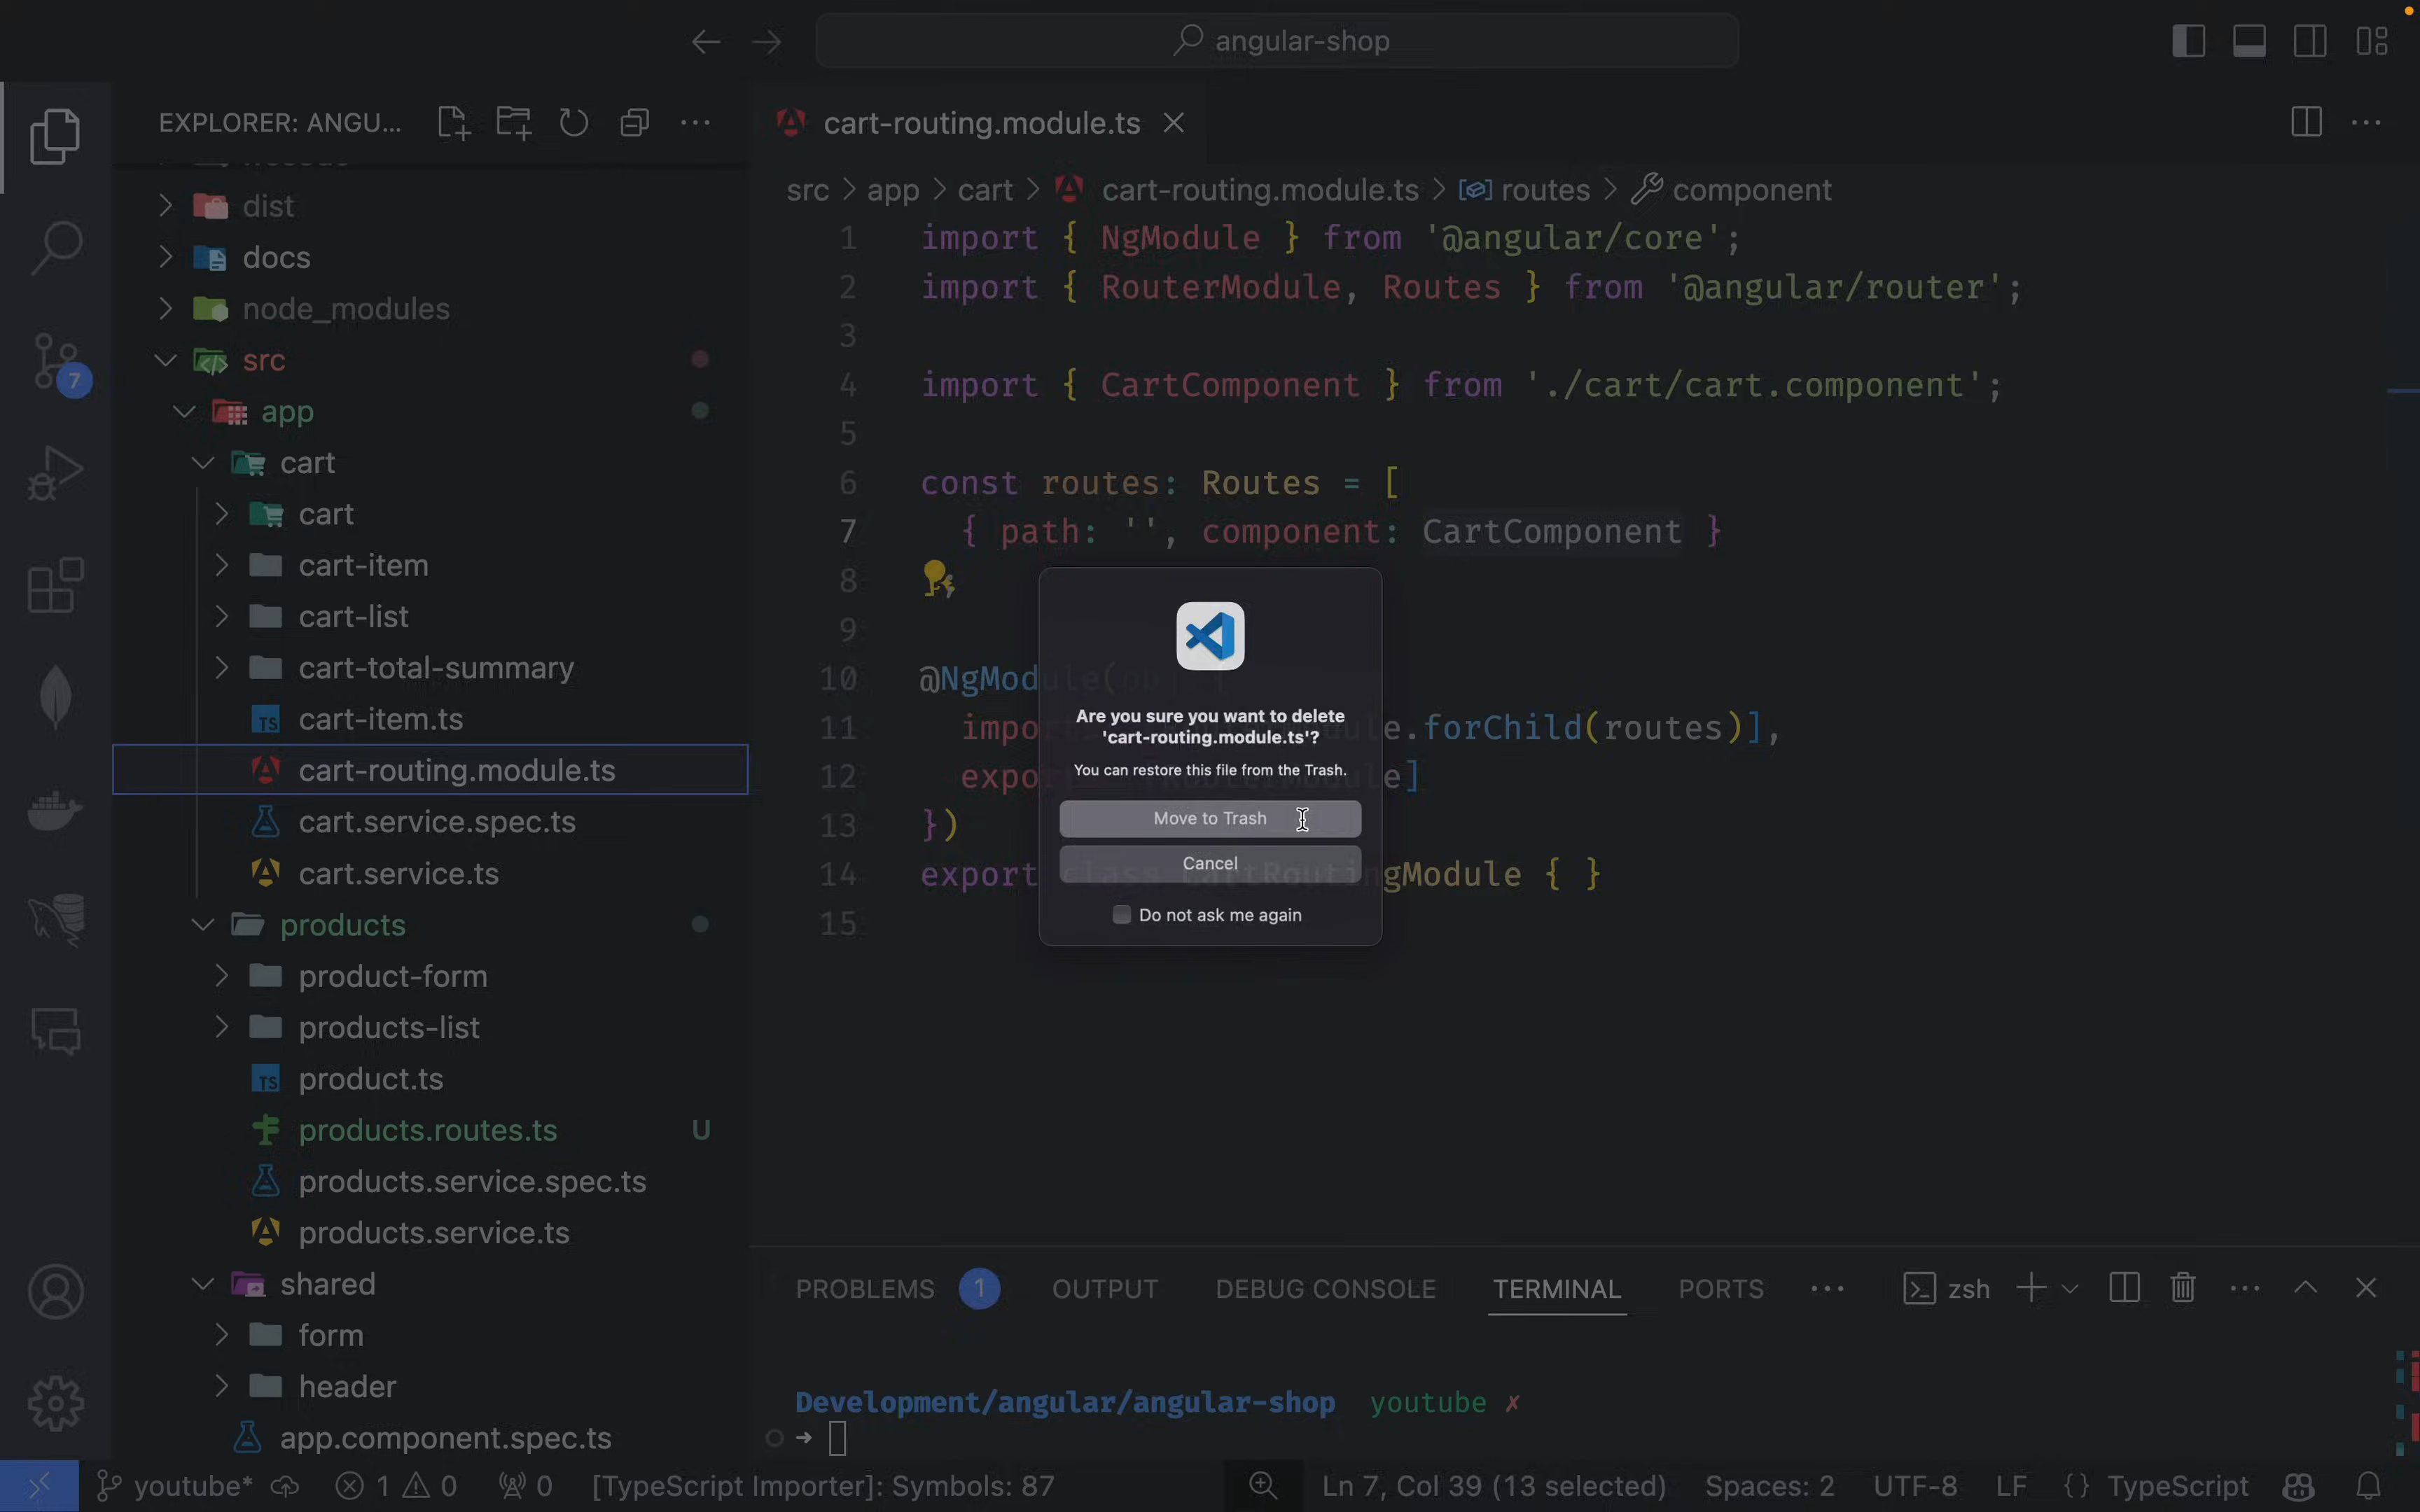 angular-shop
EXPLORER: ANGU...
dist
docs
node_modules
src
app
cart
cart
cart-item
cart-list
cart-total-summary
TS cart-item.ts
cart-routing.module.ts
cart.service.spec.ts
cart.service.ts
products
product-form
products-list
TS product.ts
products.routes.ts U
products.service.spec.ts
products.service.ts
shared
form
header
app.component.spec.ts
7
cart-routing.module.ts
src > app > cart > cart-routing.module.ts > routes > component
1 import { NgModule } from '@angular/core';
2 import { RouterModule, Routes } from '@angular/router';
3
4 import { CartComponent } from './cart/cart.component';
5
6 const routes: Routes = [
7 { path: '', component: CartComponent }
8 ];
9
10 @NgModule(
11 e.forChild(routes)],
12 e]
13 })
14 export class CartRoutingModule { }
15
Are you sure you want to delete
'cart-routing.module.ts'?
You can restore this file from the Trash.
Move to Trash
Cancel
Do not ask me again
PROBLEMS 1 OUTPUT DEBUG CONSOLE TERMINAL PORTS ... zsh
Development/angular/angular-shop youtube ✗
➜
youtube* 1 0 0 [TypeScript Importer]: Symbols: 87 Ln 7, Col 39 (13 selected) Spaces: 2 UTF-8 LF {} TypeScript